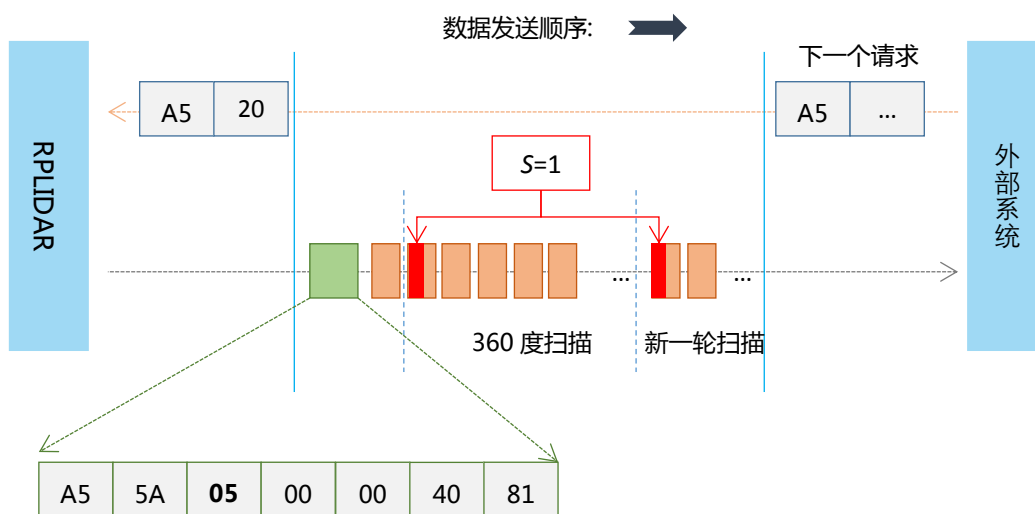 数据发送顺序:
下一个请求
A5 20
A5 ...
RPLIDAR
外部系统
S=1
... ...
360 度扫描
新一轮扫描
A5 5A 05 00 00 40 81